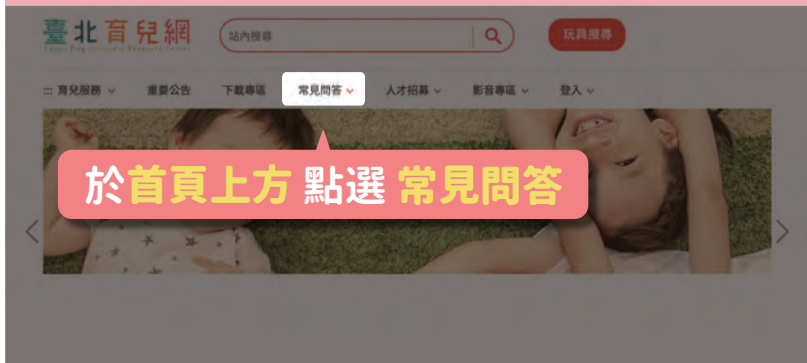 臺北育兒網
站內搜尋
玩具搜尋
::: 育兒服務 重要公告 下載專區 常見問答 人才招募 影音專區 登入
於首頁上方 點選 常見問答